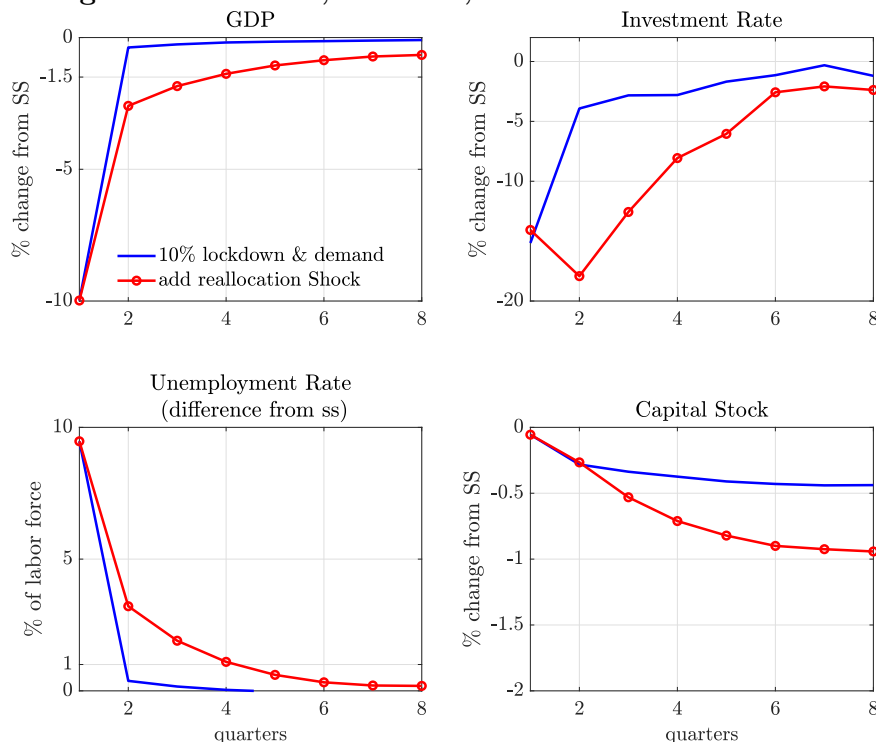 GDP
0
-1.5
-5
-10
% change from SS
10% lockdown & demand
add reallocation Shock
2 4 6 8
Investment Rate
0
-5
-10
-15
-20
% change from SS
2 4 6 8
Unemployment Rate
(difference from ss)
10
5
1
0
% of labor force
2 4 6 8
quarters
Capital Stock
0
-0.5
-1
-1.5
-2
% change from SS
2 4 6 8
quarters